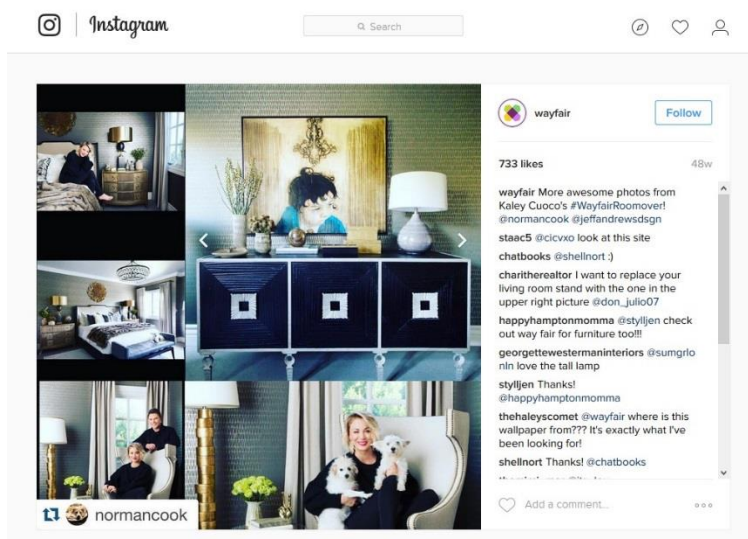 Instagram
Search
wayfair
Follow
733 likes
48w
wayfair More awesome photos from
Kaley Cuoco's #WayfairRoomover!
@normancook @jeffandrewsdsgn
staac5 @cicvxo look at this site
chatbooks @shellnort :)
charitherealtor I want to replace your
living room stand with the one in the
upper right picture @don_julio07
happyhamptonmomma @stylljen check
out way fair for furniture too!!!
georgettewestermaninteriors @sumgrlo
nln love the tall lamp
stylljen Thanks!
@happyhamptonmomma
thehaleyscomet @wayfair where is this
wallpaper from??? It's exactly what I've
been looking for!
shellnort Thanks! @chatbooks
Add a comment...
normancook